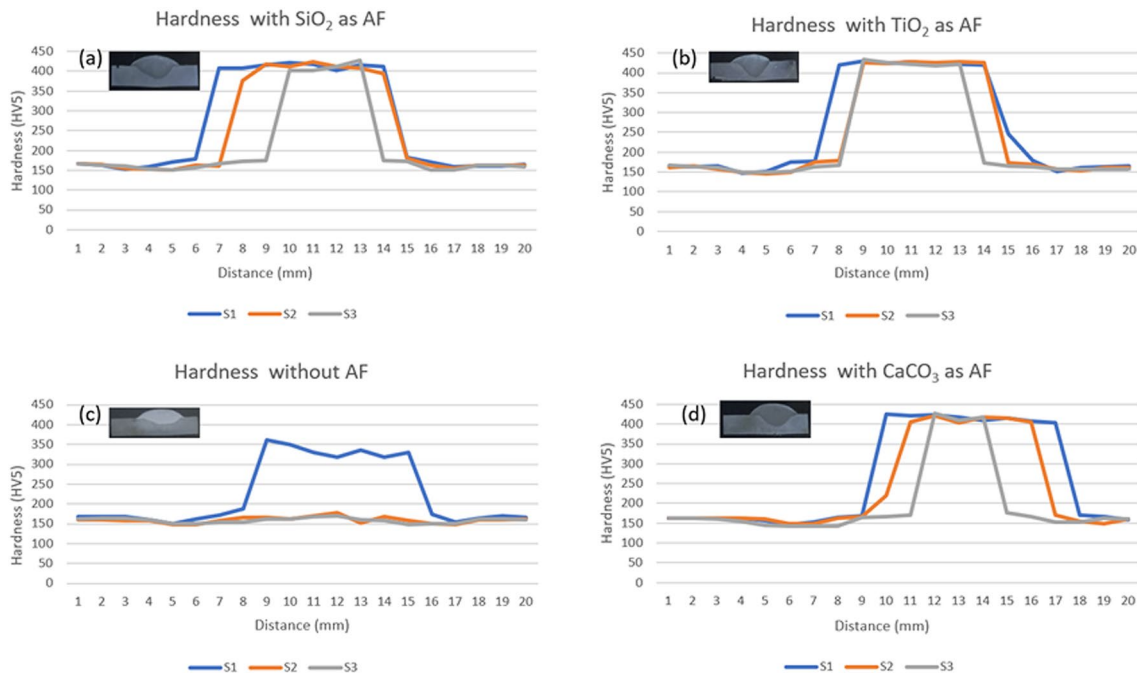 Hardness with SiO₂ as AF
(a)
Hardness (HV5)
450
400
350
300
250
200
150
100
50
0
1 2 3 4 5 6 7 8 9 10 11 12 13 14 15 16 17 18 19 20
Distance (mm)
S1 S2 S3
Hardness with TiO₂ as AF
(b)
Hardness (HV5)
450
400
350
300
250
200
150
100
50
0
1 2 3 4 5 6 7 8 9 10 11 12 13 14 15 16 17 18 19 20
Distance (mm)
S1 S2 S3
Hardness without AF
(c)
Hardness (HV5)
450
400
350
300
250
200
150
100
50
0
1 2 3 4 5 6 7 8 9 10 11 12 13 14 15 16 17 18 19 20
Distance (mm)
S1 S2 S3
Hardness with CaCO₃ as AF
(d)
Hardness (HV5)
450
400
350
300
250
200
150
100
50
0
1 2 3 4 5 6 7 8 9 10 11 12 13 14 15 16 17 18 19 20
Distance (mm)
S1 S2 S3